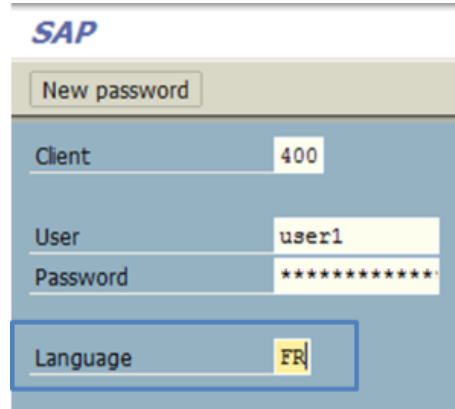 SAP
New password
Client 400
User user1
Password *************
Language FR